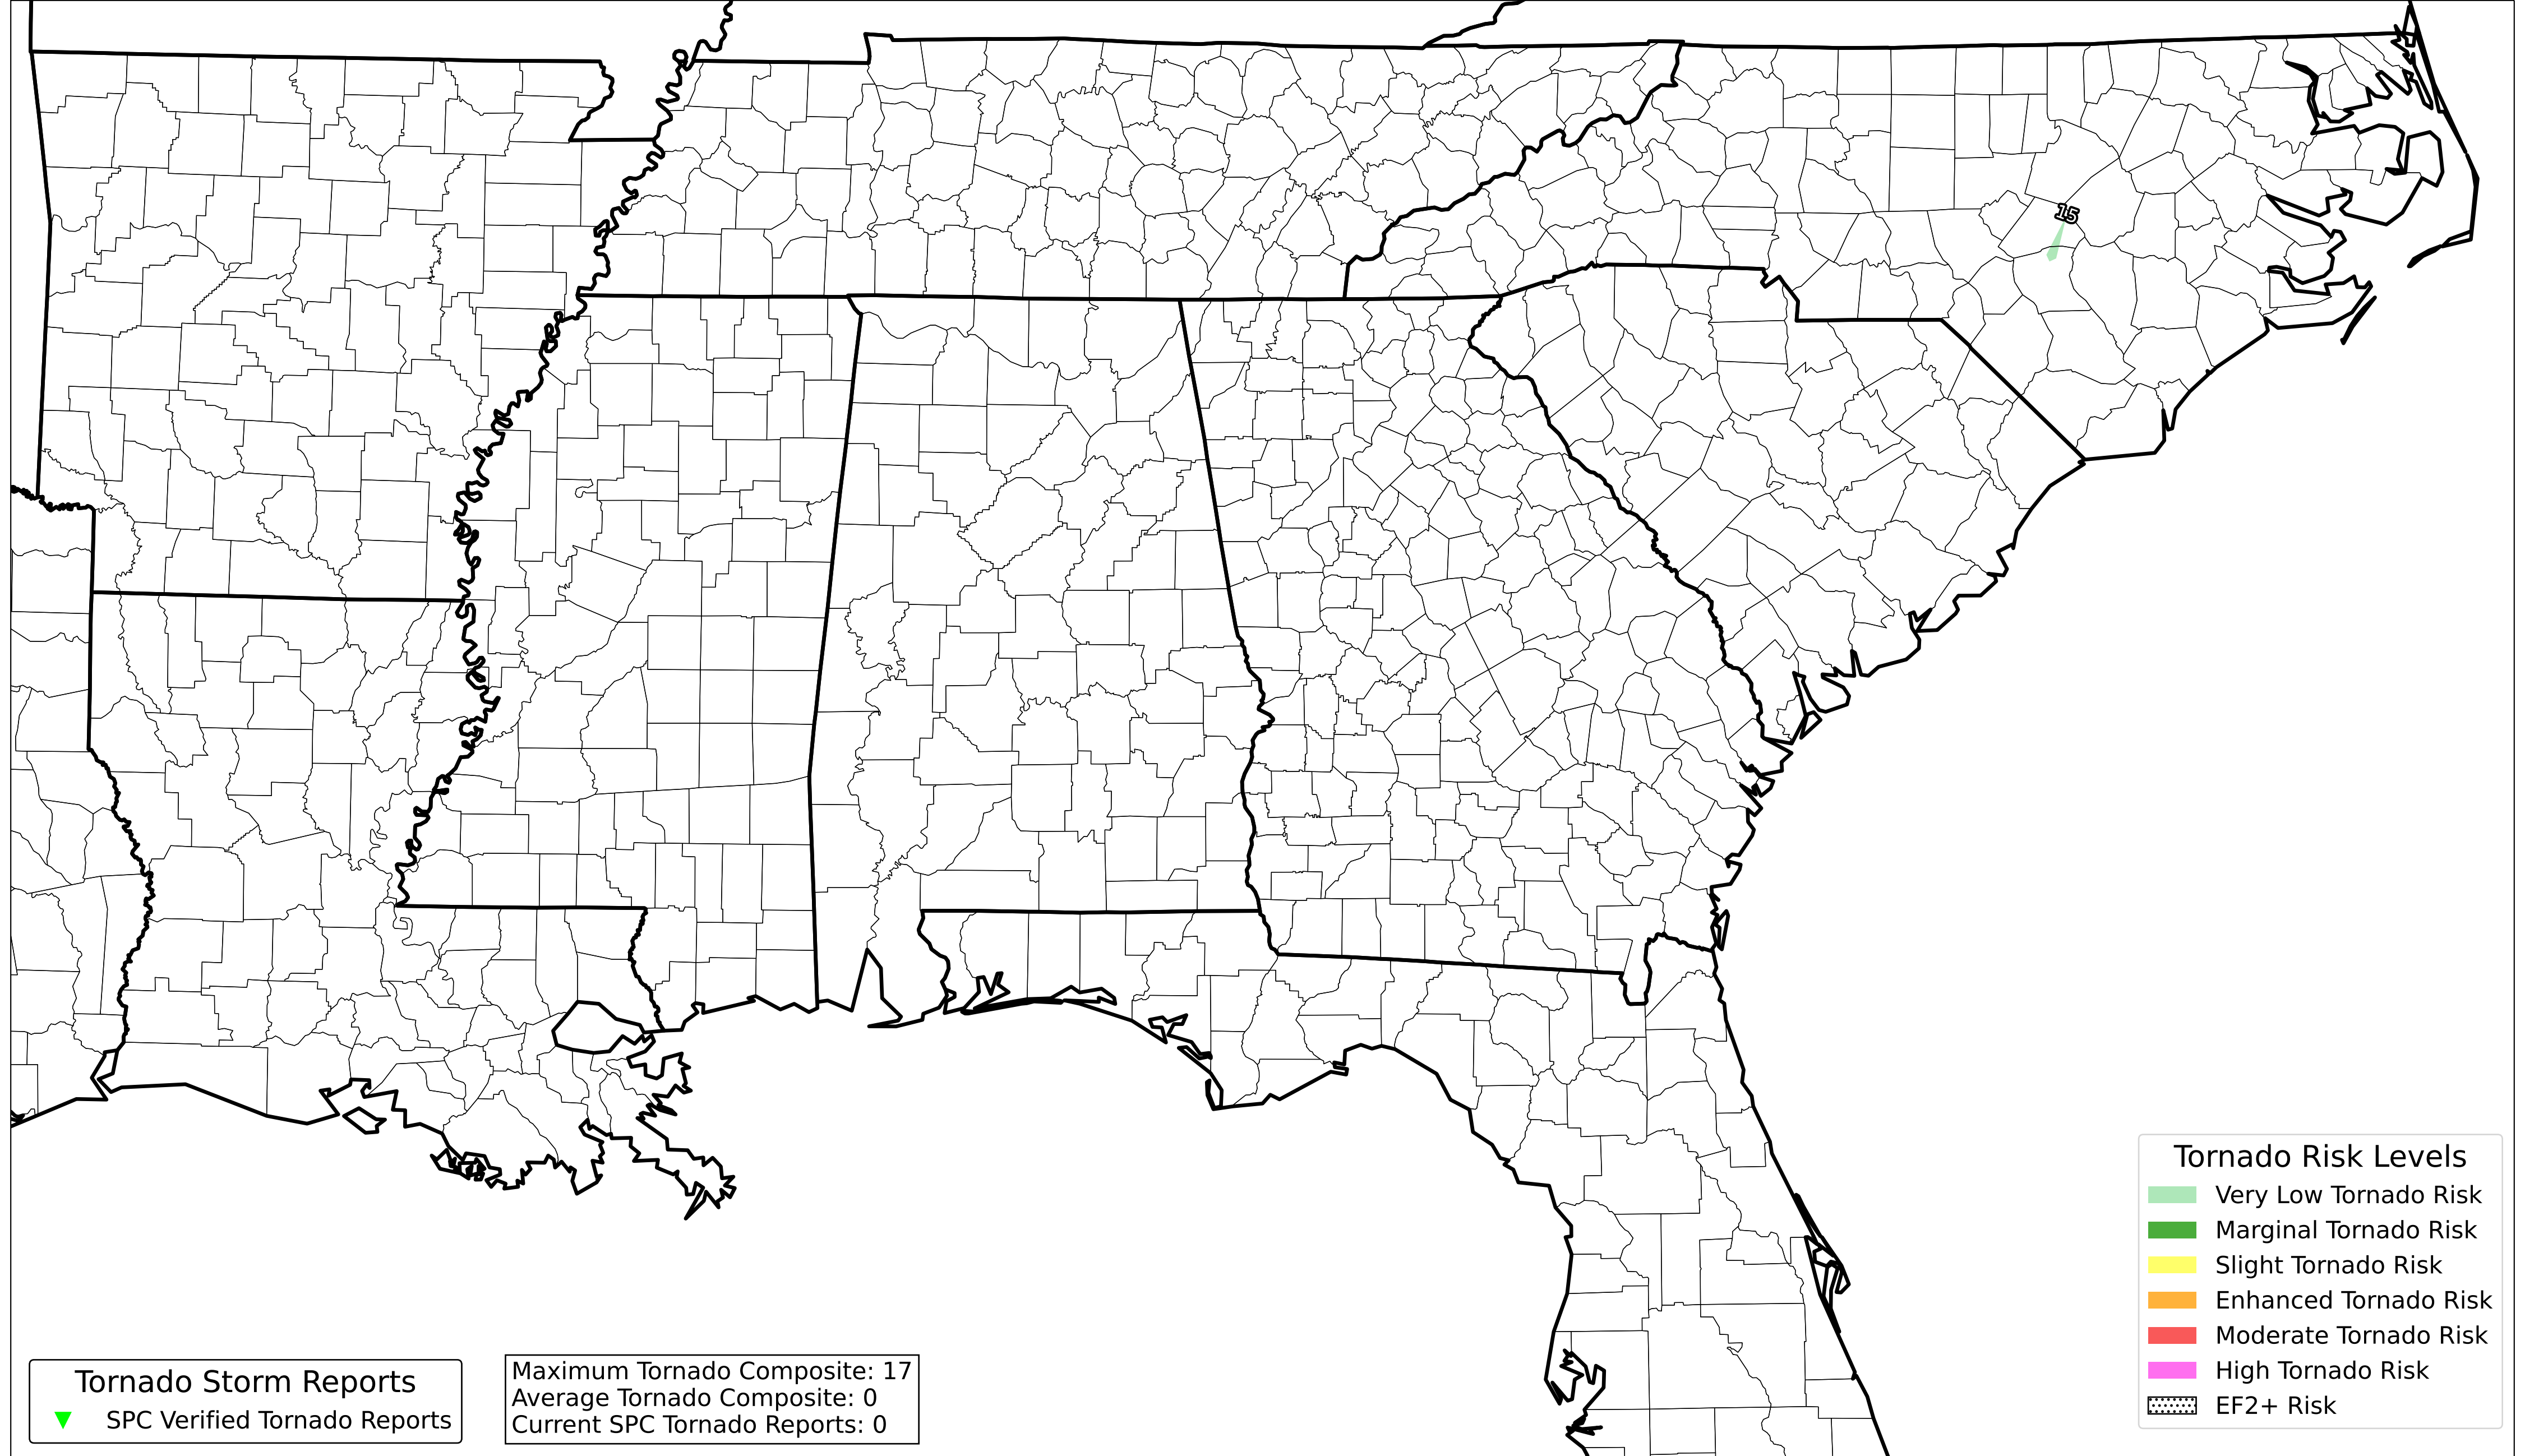 15
Tornado Risk Levels
Very Low Tornado Risk
Marginal Tornado Risk
Slight Tornado Risk
Enhanced Tornado Risk
Moderate Tornado Risk
High Tornado Risk
EF2+ Risk
Tornado Storm Reports
SPC Verified Tornado Reports
Maximum Tornado Composite: 17
Average Tornado Composite: 0
Current SPC Tornado Reports: 0